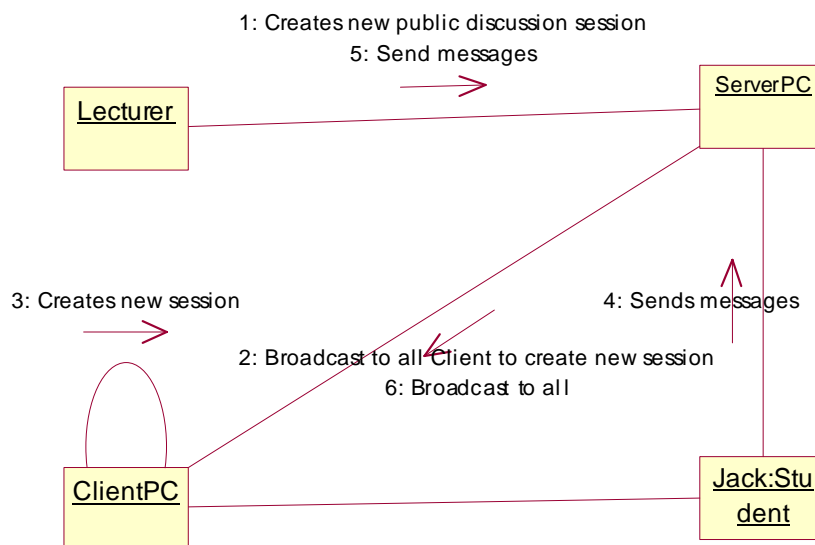 1: Creates new public discussion session
5: Send messages
Lecturer
ServerPC
3: Creates new session
4: Sends messages
2: Broadcast to all Client to create new session
6: Broadcast to all
ClientPC
Jack:Stu
dent